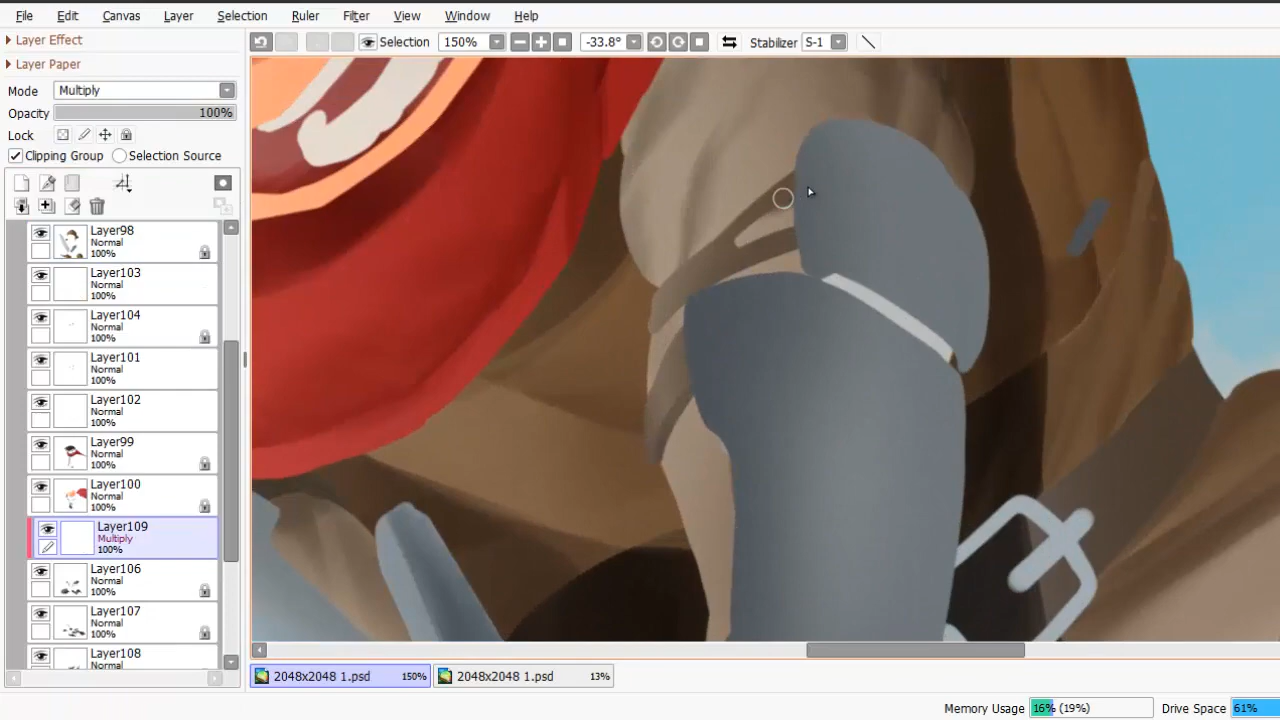 File Edit Canvas Layer Selection Ruler Filter View Window Help
Layer Effect
Selection 150% -33.8° Stabilizer S-1
Layer Paper
Mode Multiply
Opacity 100%
Lock
Clipping Group Selection Source
Layer98
Normal
100%
Layer103
Normal
100%
Layer104
Normal
100%
Layer101
Normal
100%
Layer102
Normal
100%
Layer99
Normal
100%
Layer100
Normal
100%
Layer109
Multiply
100%
Layer106
Normal
100%
Layer107
Normal
100%
Layer108
Normal
2048x2048 1.psd 150% 2048x2048 1.psd 13%
Memory Usage 16% (19%) Drive Space 61%